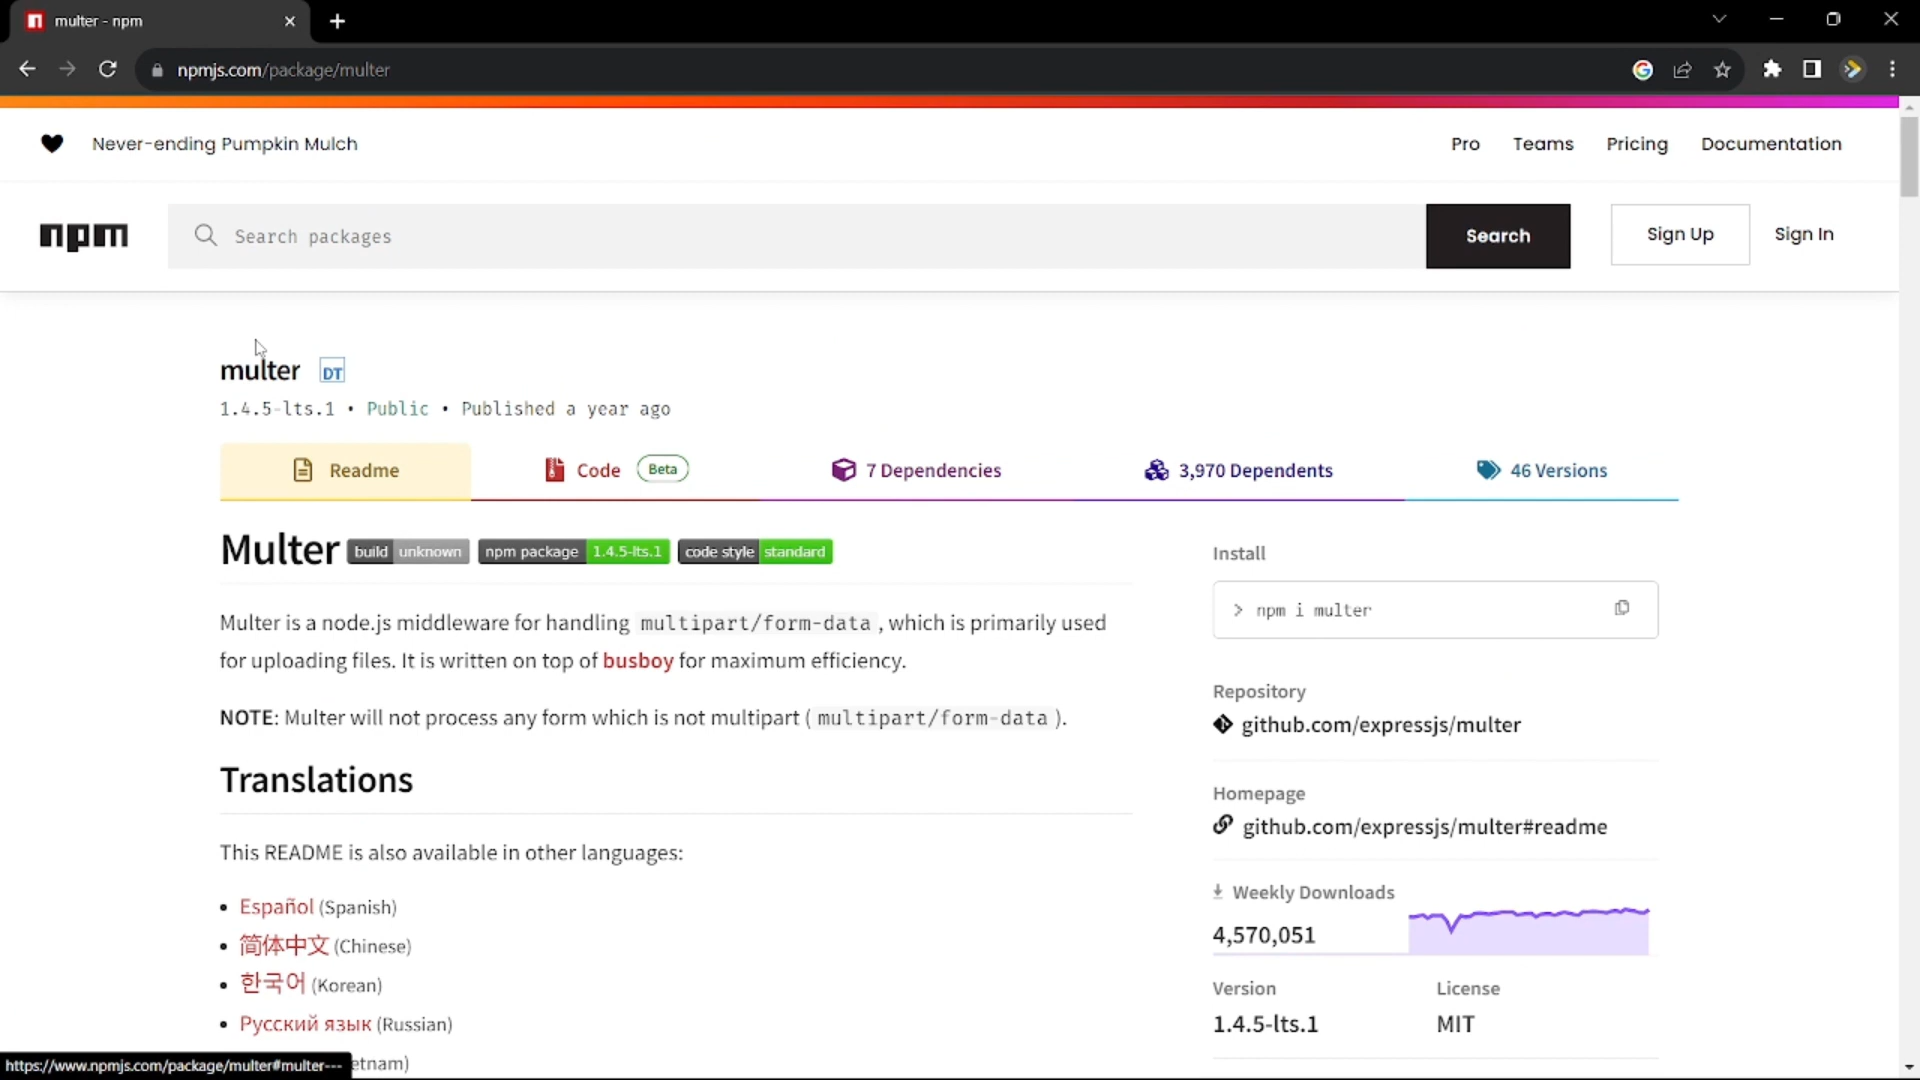 multer - npm
npmjs.com/package/multer
Never-ending Pumpkin Mulch
Pro Teams Pricing Documentation
npm
Search packages
Search
Sign Up
Sign In
multer DT
1.4.5-lts.1 • Public • Published a year ago
Readme
Code Beta
7 Dependencies
3,970 Dependents
46 Versions
Multer build unknown npm package 1.4.5-lts.1 code style standard
Multer is a node.js middleware for handling multipart/form-data , which is primarily used
for uploading files. It is written on top of busboy for maximum efficiency.
NOTE: Multer will not process any form which is not multipart ( multipart/form-data ).
Translations
This README is also available in other languages:
• Español (Spanish)
• 简体中文 (Chinese)
• 한국어 (Korean)
• Русский язык (Russian)
etnam)
Install
> npm i multer
Repository
github.com/expressjs/multer
Homepage
github.com/expressjs/multer#readme
Weekly Downloads
4,570,051
Version License
1.4.5-lts.1 MIT
https://www.npmjs.com/package/multer#multer---